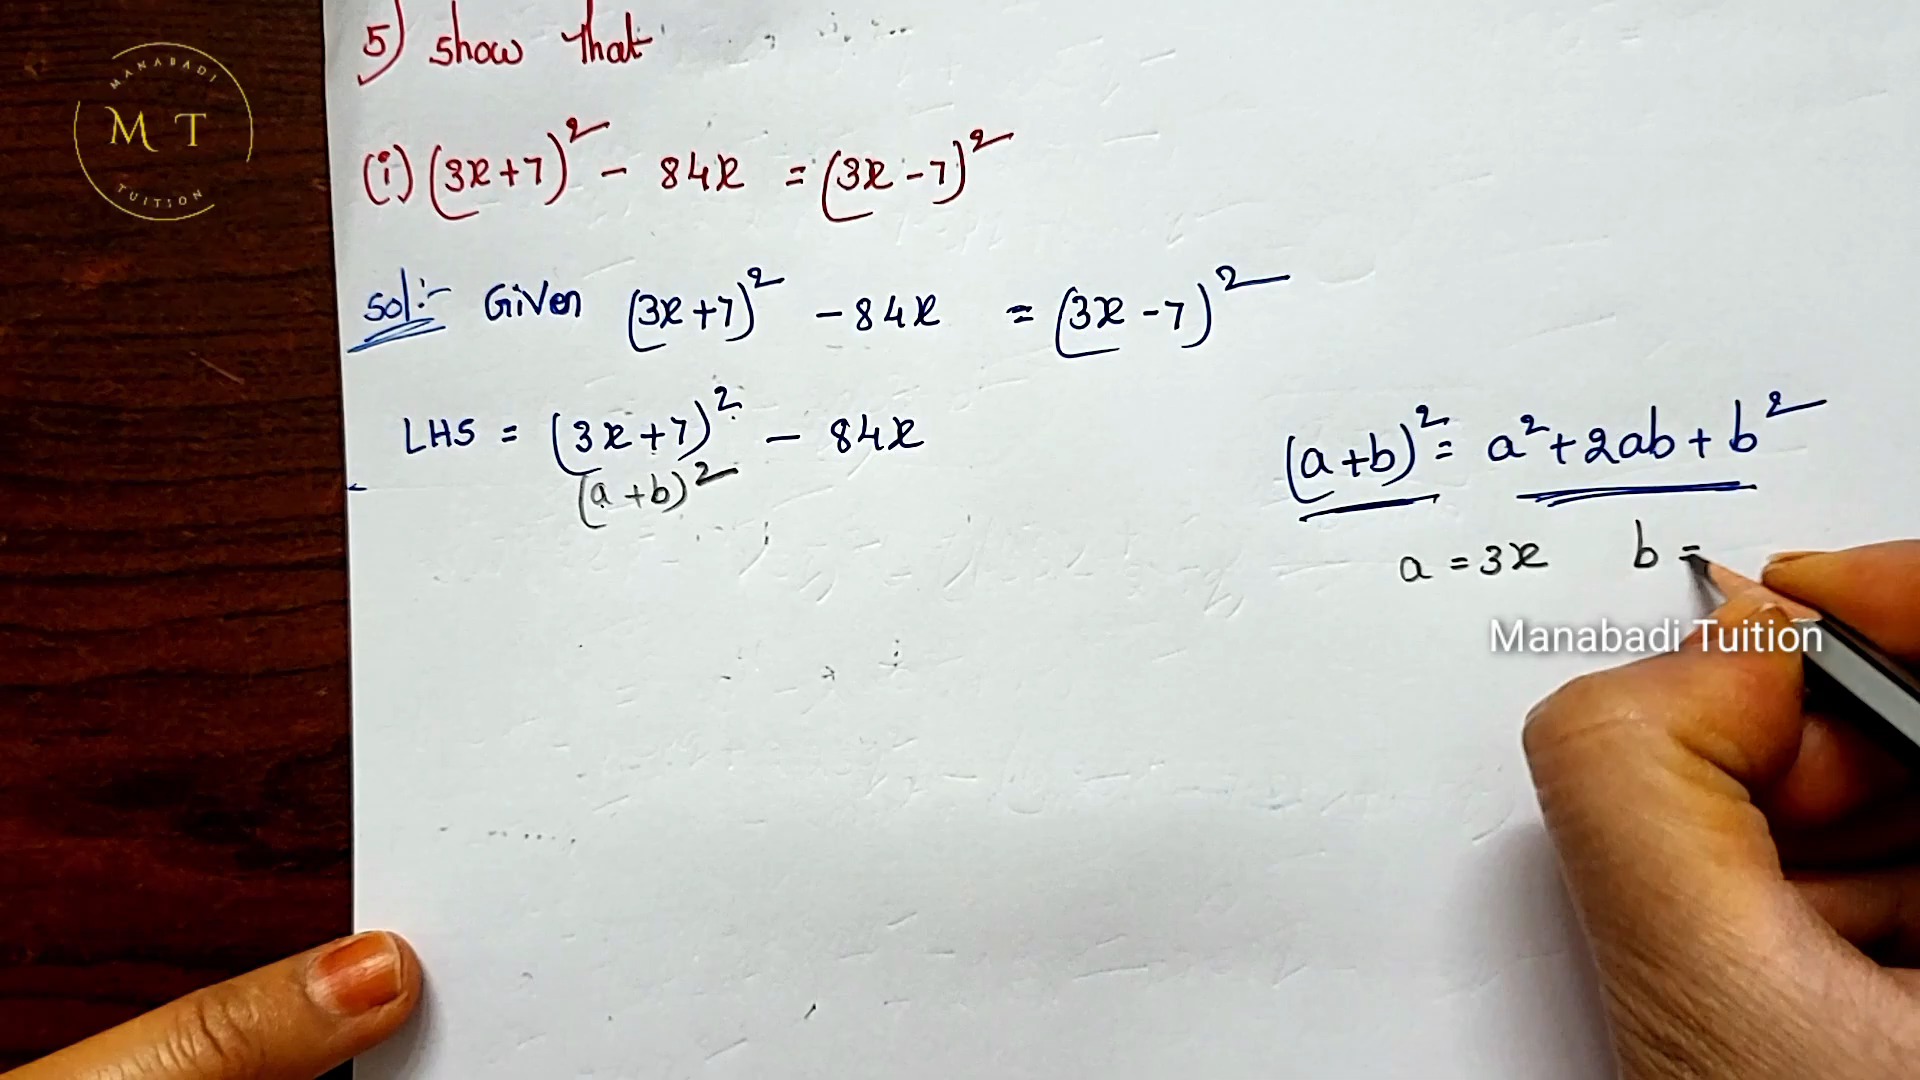 MANABADI
M T
TUITION
5) show that
(i) (3x+7)² - 84x = (3x-7)²
Sol:- Given (3x+7)² - 84x = (3x-7)²
LHS = (3x+7)² - 84x
(a+b)²
(a+b)² = a²+2ab+b²
a = 3x b =
Manabadi Tuition